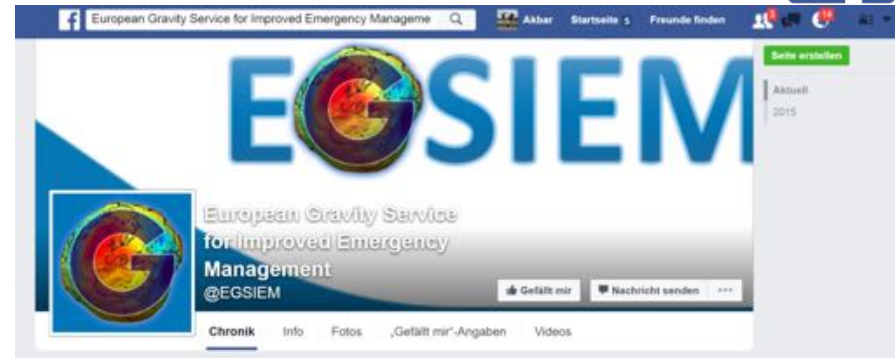 European Gravity Service for Improved Emergency Manageme
Akbar Startseite 5 Freunde finden
EGSIEM
Seite erstellen
Aktuell
2015
G
European Gravity Service
for Improved Emergency
Management
@EGSIEM
Gefällt mir
Nachricht senden
Chronik Info Fotos „Gefällt mir“-Angaben Videos